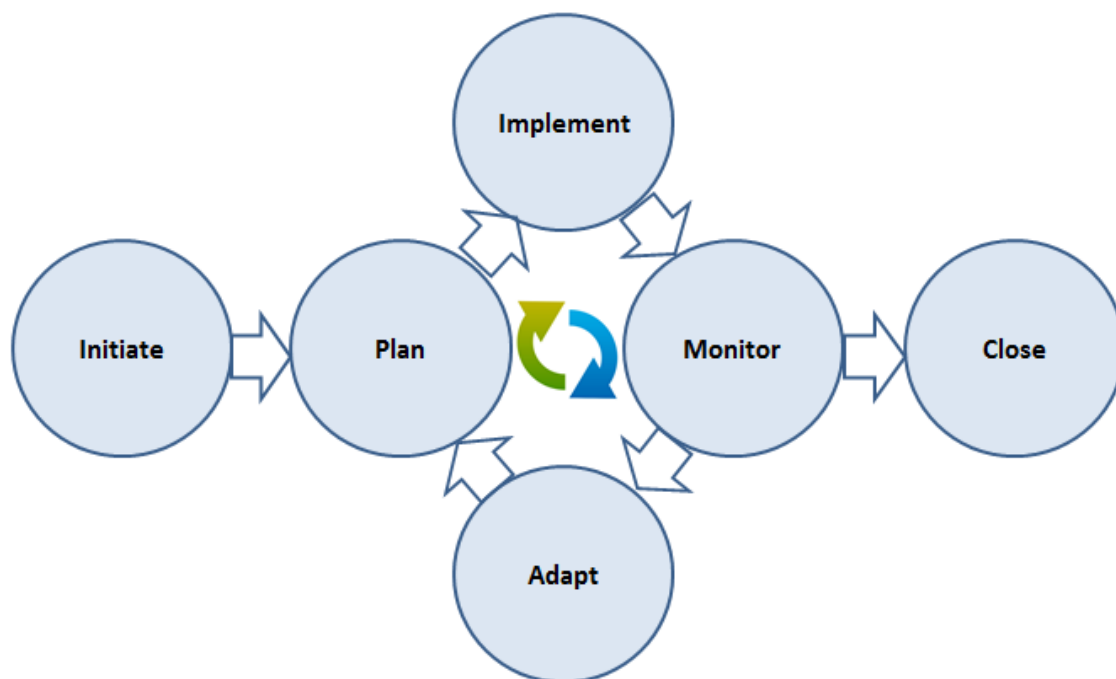 Implement
Initiate
Plan
Monitor
Close
Adapt